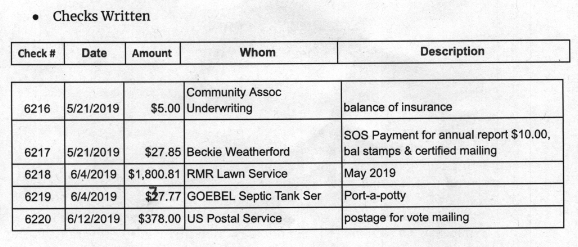 • Checks Written
Check # Date Amount Whom Description
6216 5/21/2019 $5.00 Community Assoc
Underwriting balance of insurance
6217 5/21/2019 $27.85 Beckie Weatherford SOS Payment for annual report $10.00,
bal stamps & certified mailing
6218 6/4/2019 $1,800.81 RMR Lawn Service May 2019
6219 6/4/2019 $27.77 GOEBEL Septic Tank Ser Port-a-potty
6220 6/12/2019 $378.00 US Postal Service postage for vote mailing